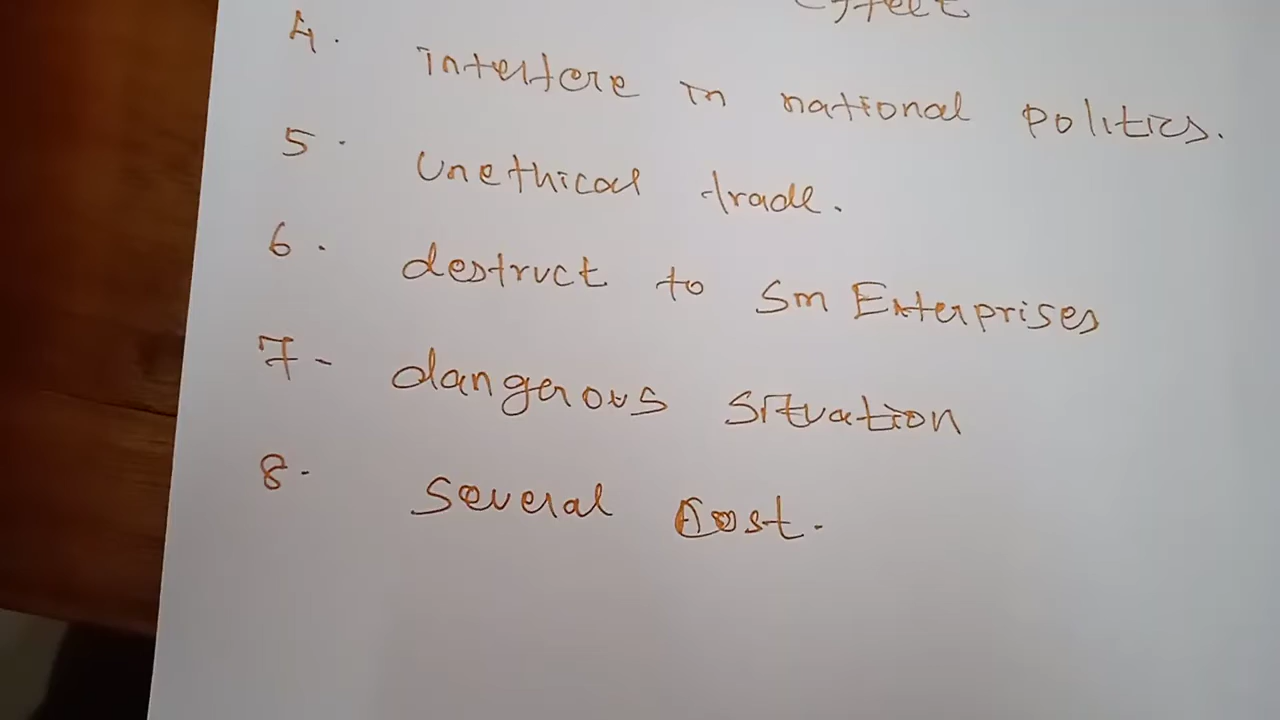 effect
4. interfere in national politics.
5. unethical trade.
6. destruct to Sm Enterprises
7- dangerous situation
8. Several Cost.